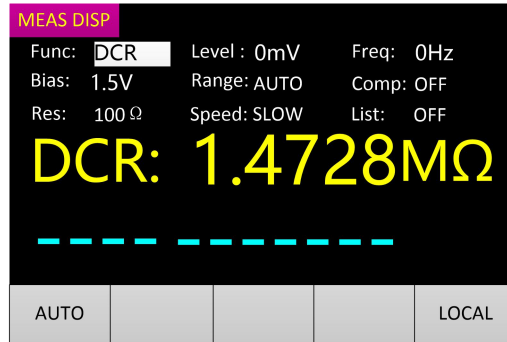 MEAS DISP
Func: DCR Level : 0mV Freq: 0Hz
Bias: 1.5V Range: AUTO Comp: OFF
Res: 100 Ω Speed: SLOW List: OFF
DCR: 1.4728MΩ
---- -------
AUTO LOCAL